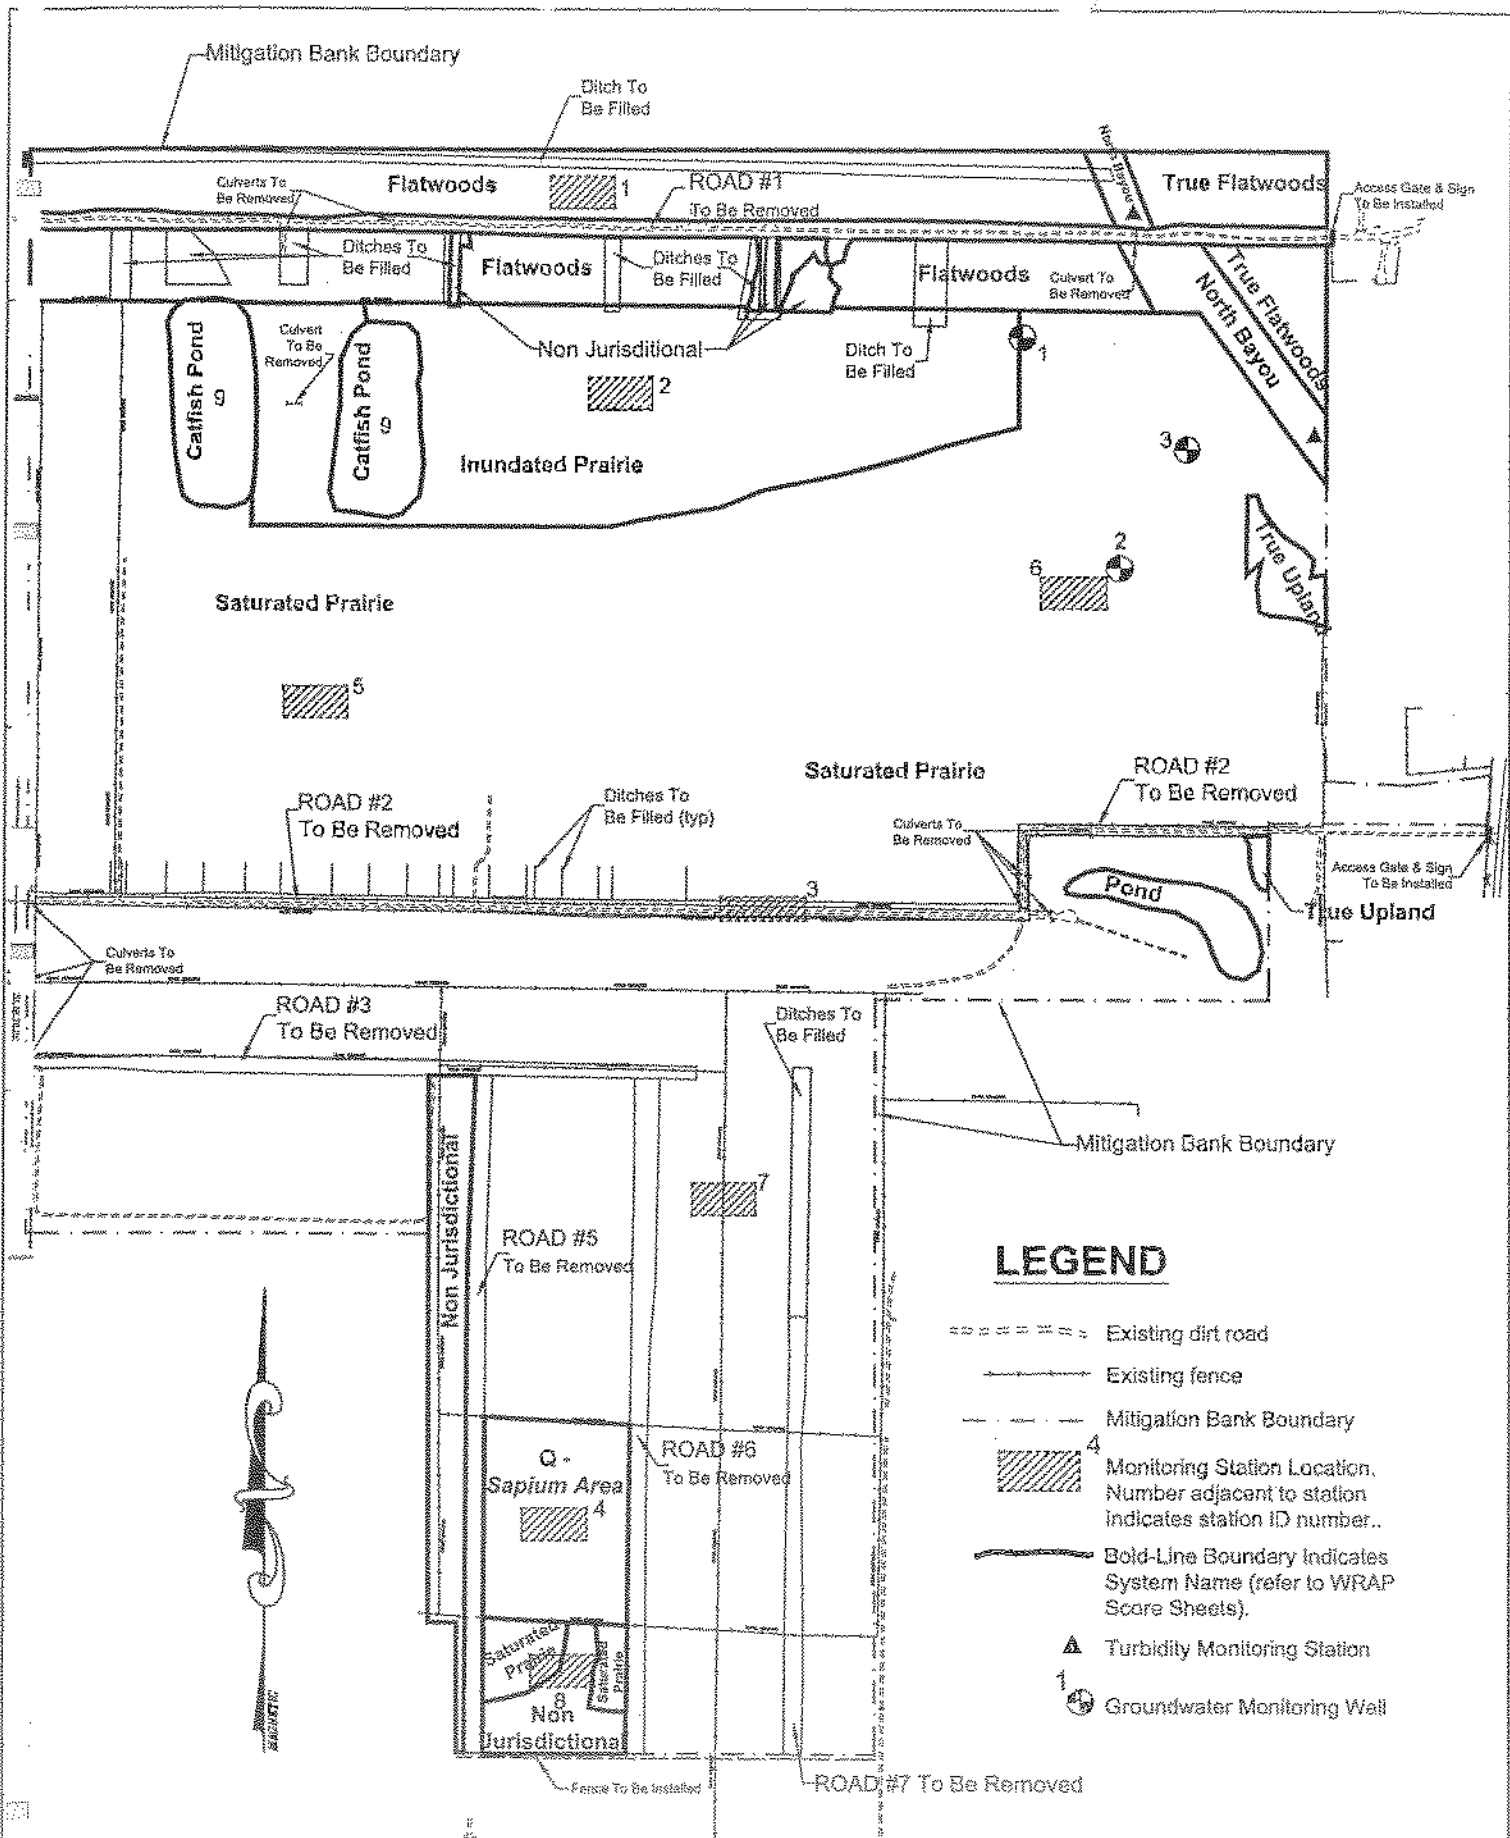 Mitigation Bank Boundary
Ditch To
Be Filled
North Bayou
Flatwoods
1
ROAD #1
To Be Removed
True Flatwoods
Access Gate & Sign
To Be Installed
Culverts To
Be Removed
Ditches To
Be Filled
Flatwoods
Ditches To
Be Filled
Flatwoods
Culvert To
Be Removed
True Flatwoods
North Bayou
Catfish Pond
9
Culvert
To Be
Removed
Catfish Pond
9
Non Jurisditional
Ditch To
Be Filled
1
2
3
Inundated Prairie
2
6
True Upland
Saturated Prairie
5
Saturated Prairie
ROAD #2
To Be Removed
ROAD #2
To Be Removed
Ditches To
Be Filled (typ)
Culverts To
Be Removed
Access Gate & Sign
To Be Installed
Pond
3
True Upland
Culverts To
Be Removed
ROAD #3
To Be Removed
Ditches To
Be Filled
Mitigation Bank Boundary
Non Jurisdictional
7
ROAD #5
To Be Removed
LEGEND
Existing dirt road
Existing fence
Mitigation Bank Boundary
4
Monitoring Station Location.
Number adjacent to station
indicates station ID number..
Bold-Line Boundary Indicates
System Name (refer to WRAP
Score Sheets).
Turbidity Monitoring Station
1
Groundwater Monitoring Well
ROAD #6
To Be Removed
Q -
Sapium Area
4
Saturated
Prairie
Saturated
Prairie
8
Non
Jurisdictional
MAGNETIC
Fence To Be Installed
ROAD #7 To Be Removed